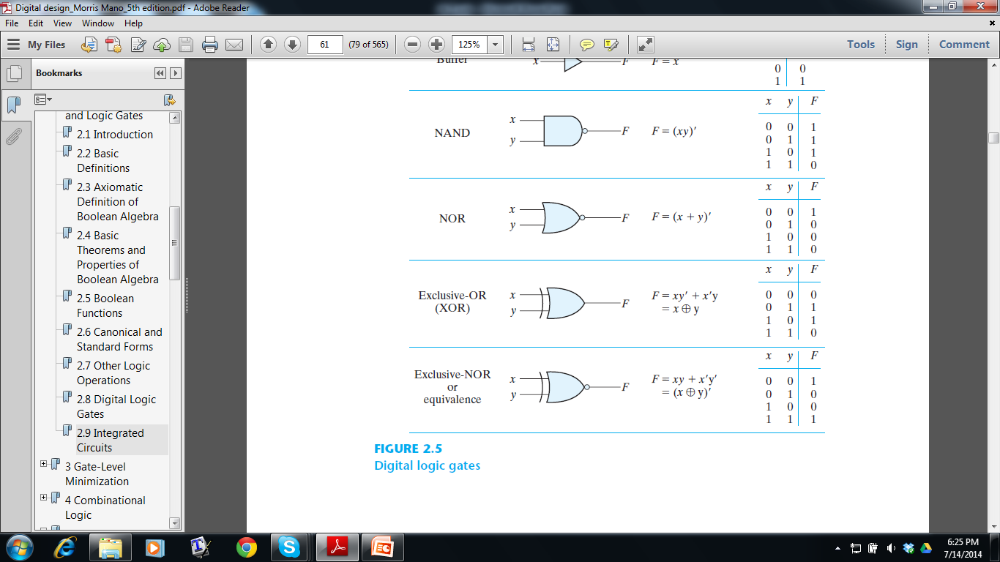 Digital design_Morris Mano_5th edition.pdf - Adobe Reader
File Edit View Window Help
My Files 61 (79 of 565) 125% Tools Sign Comment
Bookmarks
and Logic Gates
2.1 Introduction
2.2 Basic
Definitions
2.3 Axiomatic
Definition of
Boolean Algebra
2.4 Basic
Theorems and
Properties of
Boolean Algebra
2.5 Boolean
Functions
2.6 Canonical and
Standard Forms
2.7 Other Logic
Operations
2.8 Digital Logic
Gates
2.9 Integrated
Circuits
3 Gate-Level
Minimization
4 Combinational
Logic
Buffer x F F = x
0 0
1 1
x y F
NAND x y F F = (xy)′
0 0 1
0 1 1
1 0 1
1 1 0
x y F
NOR x y F F = (x + y)′
0 0 1
0 1 0
1 0 0
1 1 0
x y F
Exclusive-OR
(XOR)
x y F
F = xy′ + x′y
= x ⊕ y
0 0 0
0 1 1
1 0 1
1 1 0
x y F
Exclusive-NOR
or
equivalence
x y F
F = xy + x′y′
= (x ⊕ y)′
0 0 1
0 1 0
1 0 0
1 1 1
FIGURE 2.5
Digital logic gates
6:25 PM
7/14/2014